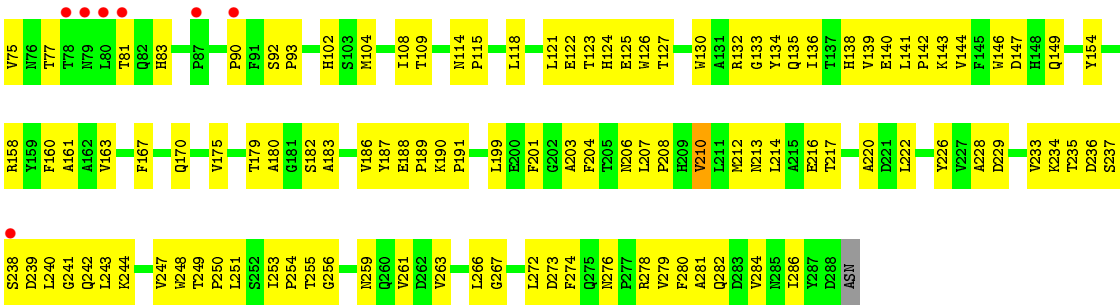 V75 N76 T77 T78 N79 L80 T81 Q82 H83 P87 P90 F91 S92 P93 H102 S103 M104 I108 T109 N114 P115 L118 L121 E122 T123 H124 E125 W126 T127 W130 A131 R132 G133 Y134 Q135 I136 T137 H138 V139 E140 L141 P142 K143 V144 F145 W146 D147 H148 Q149 Y154
R158 Y159 F160 A161 A162 V163 F167 Q170 V175 T179 A180 G181 S182 A183 V186 Y187 E188 P189 K190 P191 L199 E200 F201 G202 A203 F204 T205 N206 L207 P208 H209 V210 L211 M212 N213 L214 A215 E216 T217 A220 D221 L222 Y226 V227 A228 D229 V233 K234 T235 D236 S237
S238 D239 L240 G241 Q242 L243 K244 V247 W248 T249 P250 L251 S252 I253 P254 T255 G256 N259 Q260 V261 D262 V263 L266 G267 L272 D273 F274 Q275 N276 P277 R278 V279 F280 A281 Q282 D283 V284 N285 I286 Y287 D288 ASN